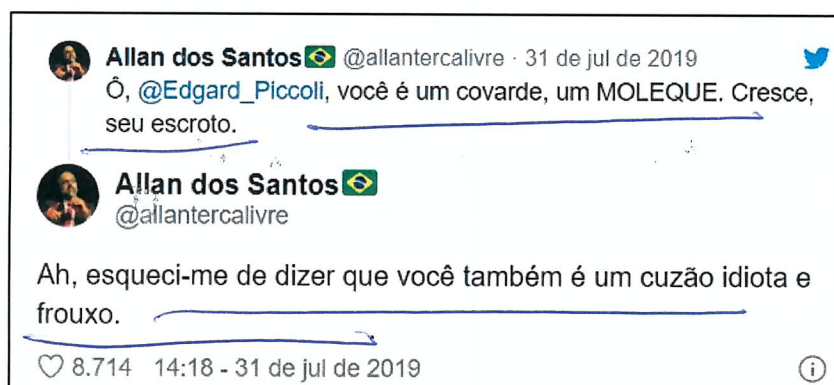 Allan dos Santos🇧🇷 @allantercalivre · 31 de jul de 2019
Ô, @Edgard_Piccoli, você é um covarde, um MOLEQUE. Cresce,
seu escroto.
Allan dos Santos🇧🇷
@allantercalivre
Ah, esqueci-me de dizer que você também é um cuzão idiota e
frouxo.
8.714 14:18 - 31 de jul de 2019